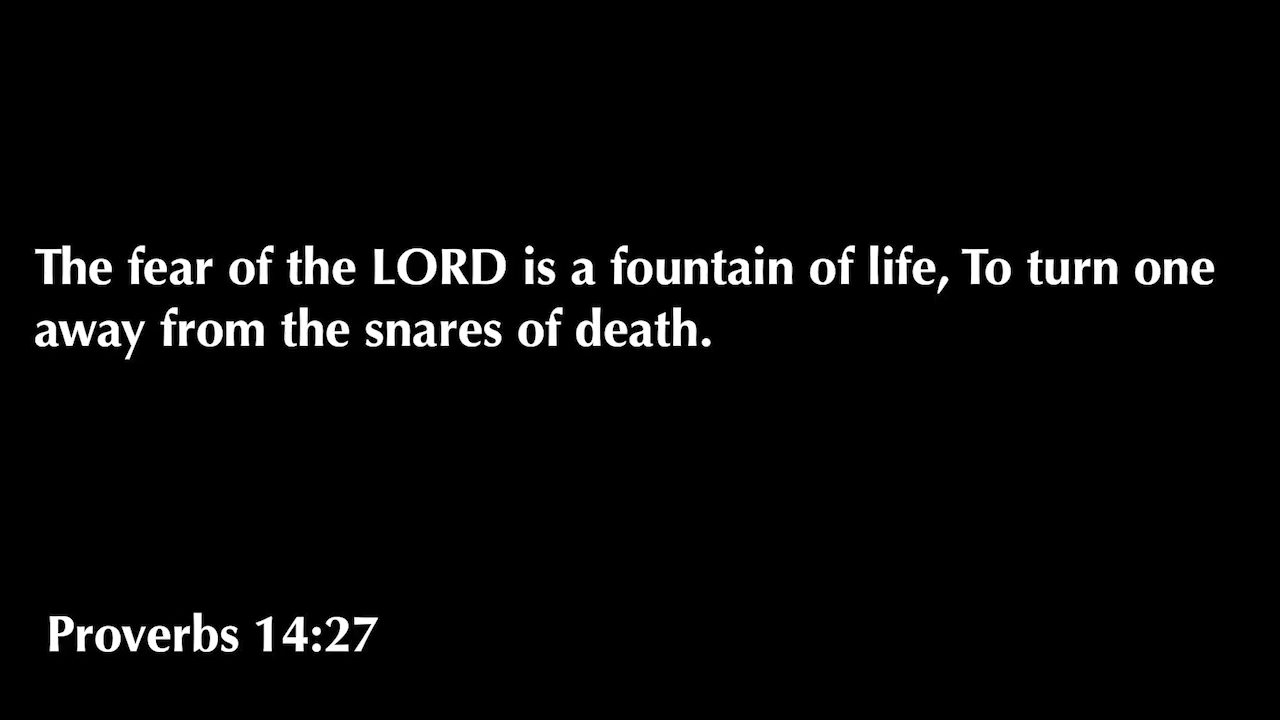 The fear of the LORD is a fountain of life, To turn one
away from the snares of death.
Proverbs 14:27